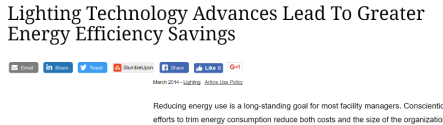 Lighting Technology Advances Lead To Greater
Energy Efficiency Savings
Email Share Tweet StumbleUpon Share Like 0 G+1
March 2014 - Lighting Article Use Policy
Reducing energy use is a long-standing goal for most facility managers. Conscientio
efforts to trim energy consumption reduce both costs and the size of the organizatio